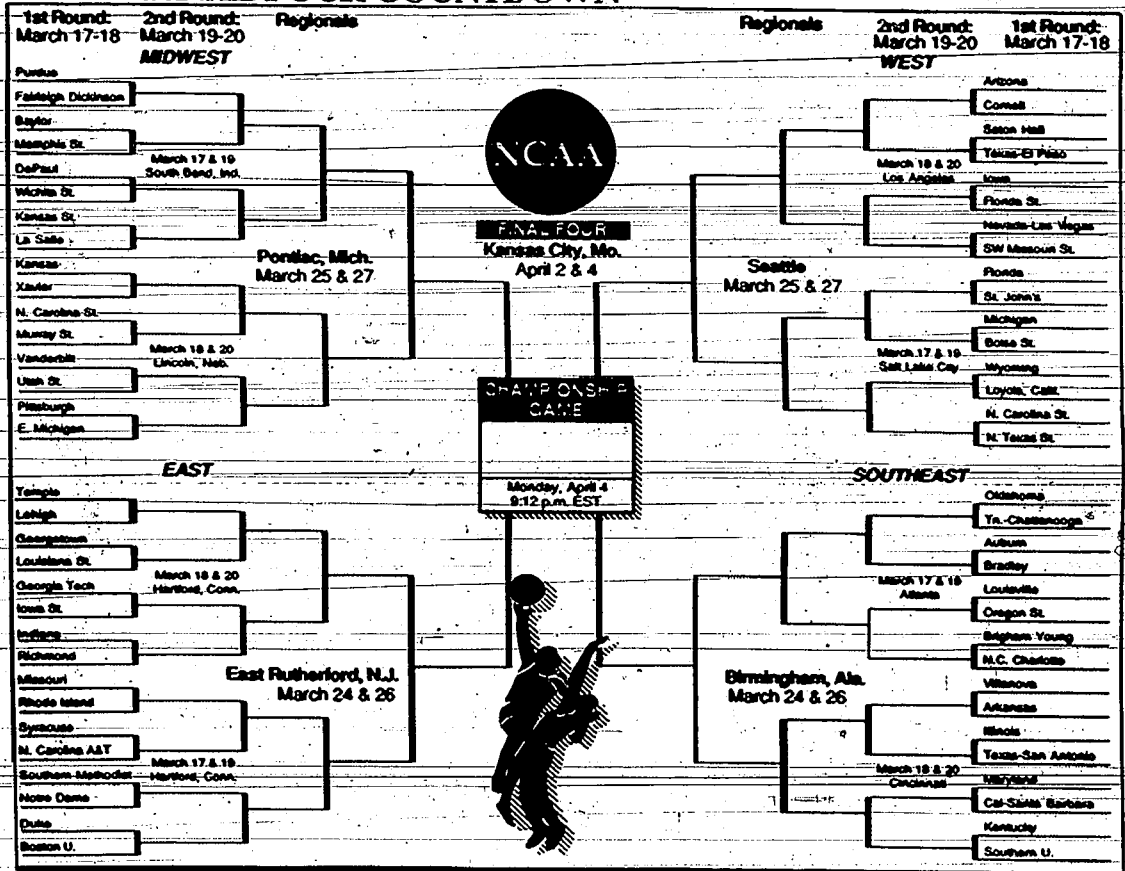 FOUR COUNTDOWN
1st Round:
March 17-18
2nd Round:
March 19-20
Regionals
Regionals
2nd Round:
March 19-20
1st Round:
March 17-18
MIDWEST
Purdue
Fairleigh Dickinson
Baylor
Memphis St.
March 17 & 19
South Bend, Ind.
DePaul
Wichita St.
Kansas St.
La Salle
Pontiac, Mich.
March 25 & 27
Kansas
Xavier
N. Carolina St.
Murray St.
March 18 & 20
Lincoln, Neb.
Vanderbilt
Utah St.
Pittsburgh
E. Michigan
EAST
Temple
Lehigh
Georgetown
Louisiana St.
March 18 & 20
Hartford, Conn.
Georgia Tech
Iowa St.
Indiana
Richmond
East Rutherford, N.J.
March 24 & 26
Missouri
Rhode Island
Syracuse
N. Carolina A&T
March 17 & 19
Hartford, Conn.
Southern Methodist
Notre Dame
Duke
Boston U.
NCAA
FINAL FOUR
Kansas City, Mo.
April 2 & 4
CHAMPIONSHIP
GAME
Monday, April 4
9:12 p.m. EST
WEST
Arizona
Cornell
Seton Hall
Texas-El Paso
March 18 & 20
Los Angeles
Iowa
Florida St.
Nevada-Las Vegas
SW Missouri St.
Seattle
March 25 & 27
Florida
St. John's
Michigan
Boise St.
March 17 & 19
Salt Lake City
Wyoming
Loyola, Calif.
N. Carolina St.
N. Texas St.
SOUTHEAST
Oklahoma
Tn.-Chattanooga
Auburn
Bradley
March 17 & 19
Atlanta
Louisville
Oregon St.
Brigham Young
N.C. Charlotte
Birmingham, Ala.
March 24 & 26
Villanova
Arkansas
Illinois
Texas-San Antonio
March 18 & 20
Cincinnati
Maryland
Cal-Santa Barbara
Kentucky
Southern U.